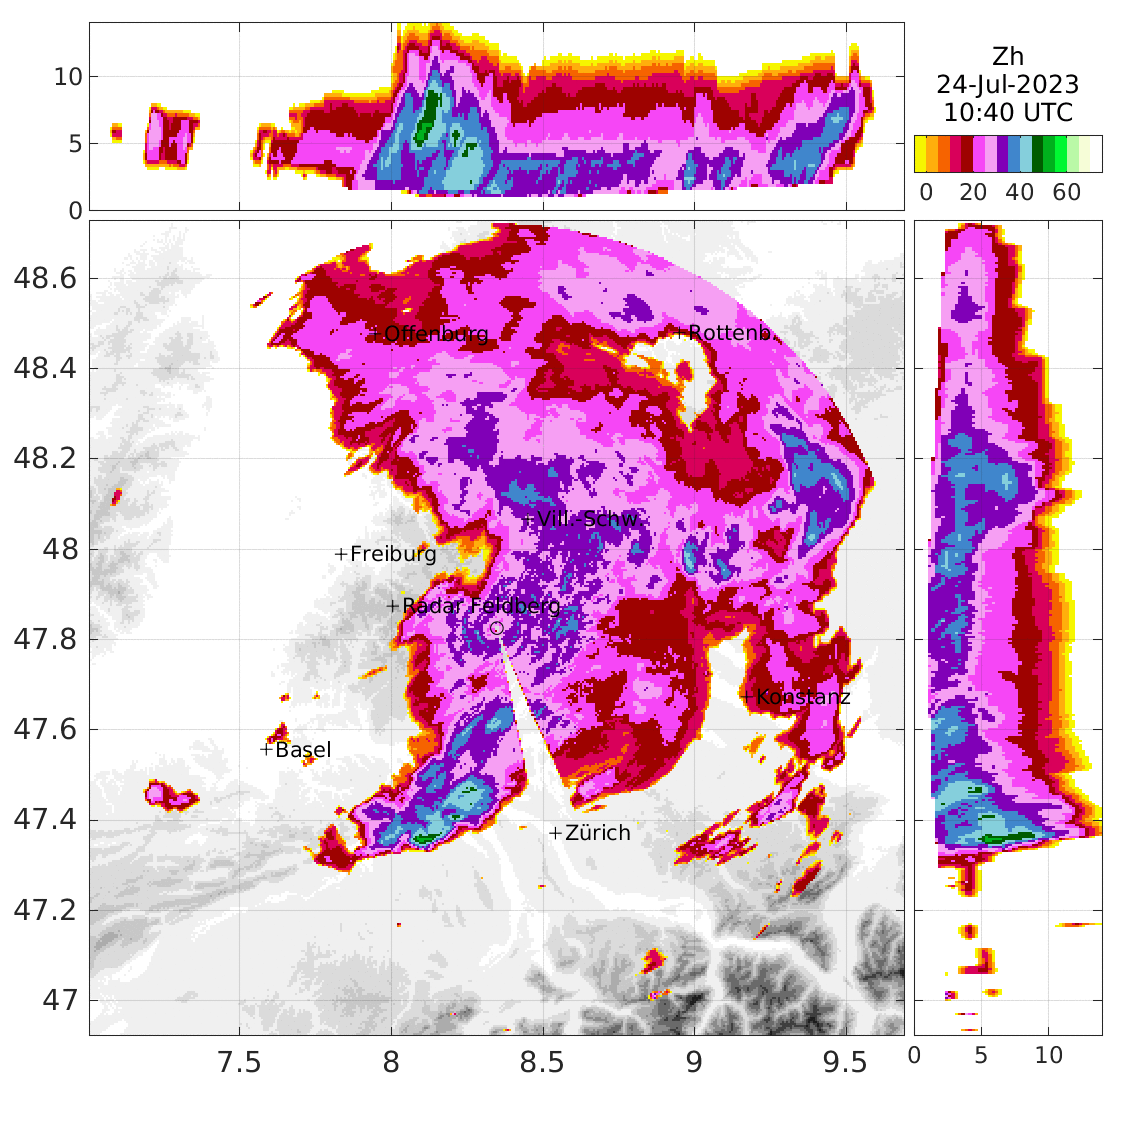 10
5
0
Zh
24-Jul-2023
10:40 UTC
0 20 40 60
48.6
48.4
48.2
48
47.8
47.6
47.4
47.2
47
+Offenburg
+Rottenb.
+Vill.-Schw.
+Freiburg
+Radar Feldberg
+Konstanz
+Basel
+Zürich
7.5 8 8.5 9 9.5
0 5 10